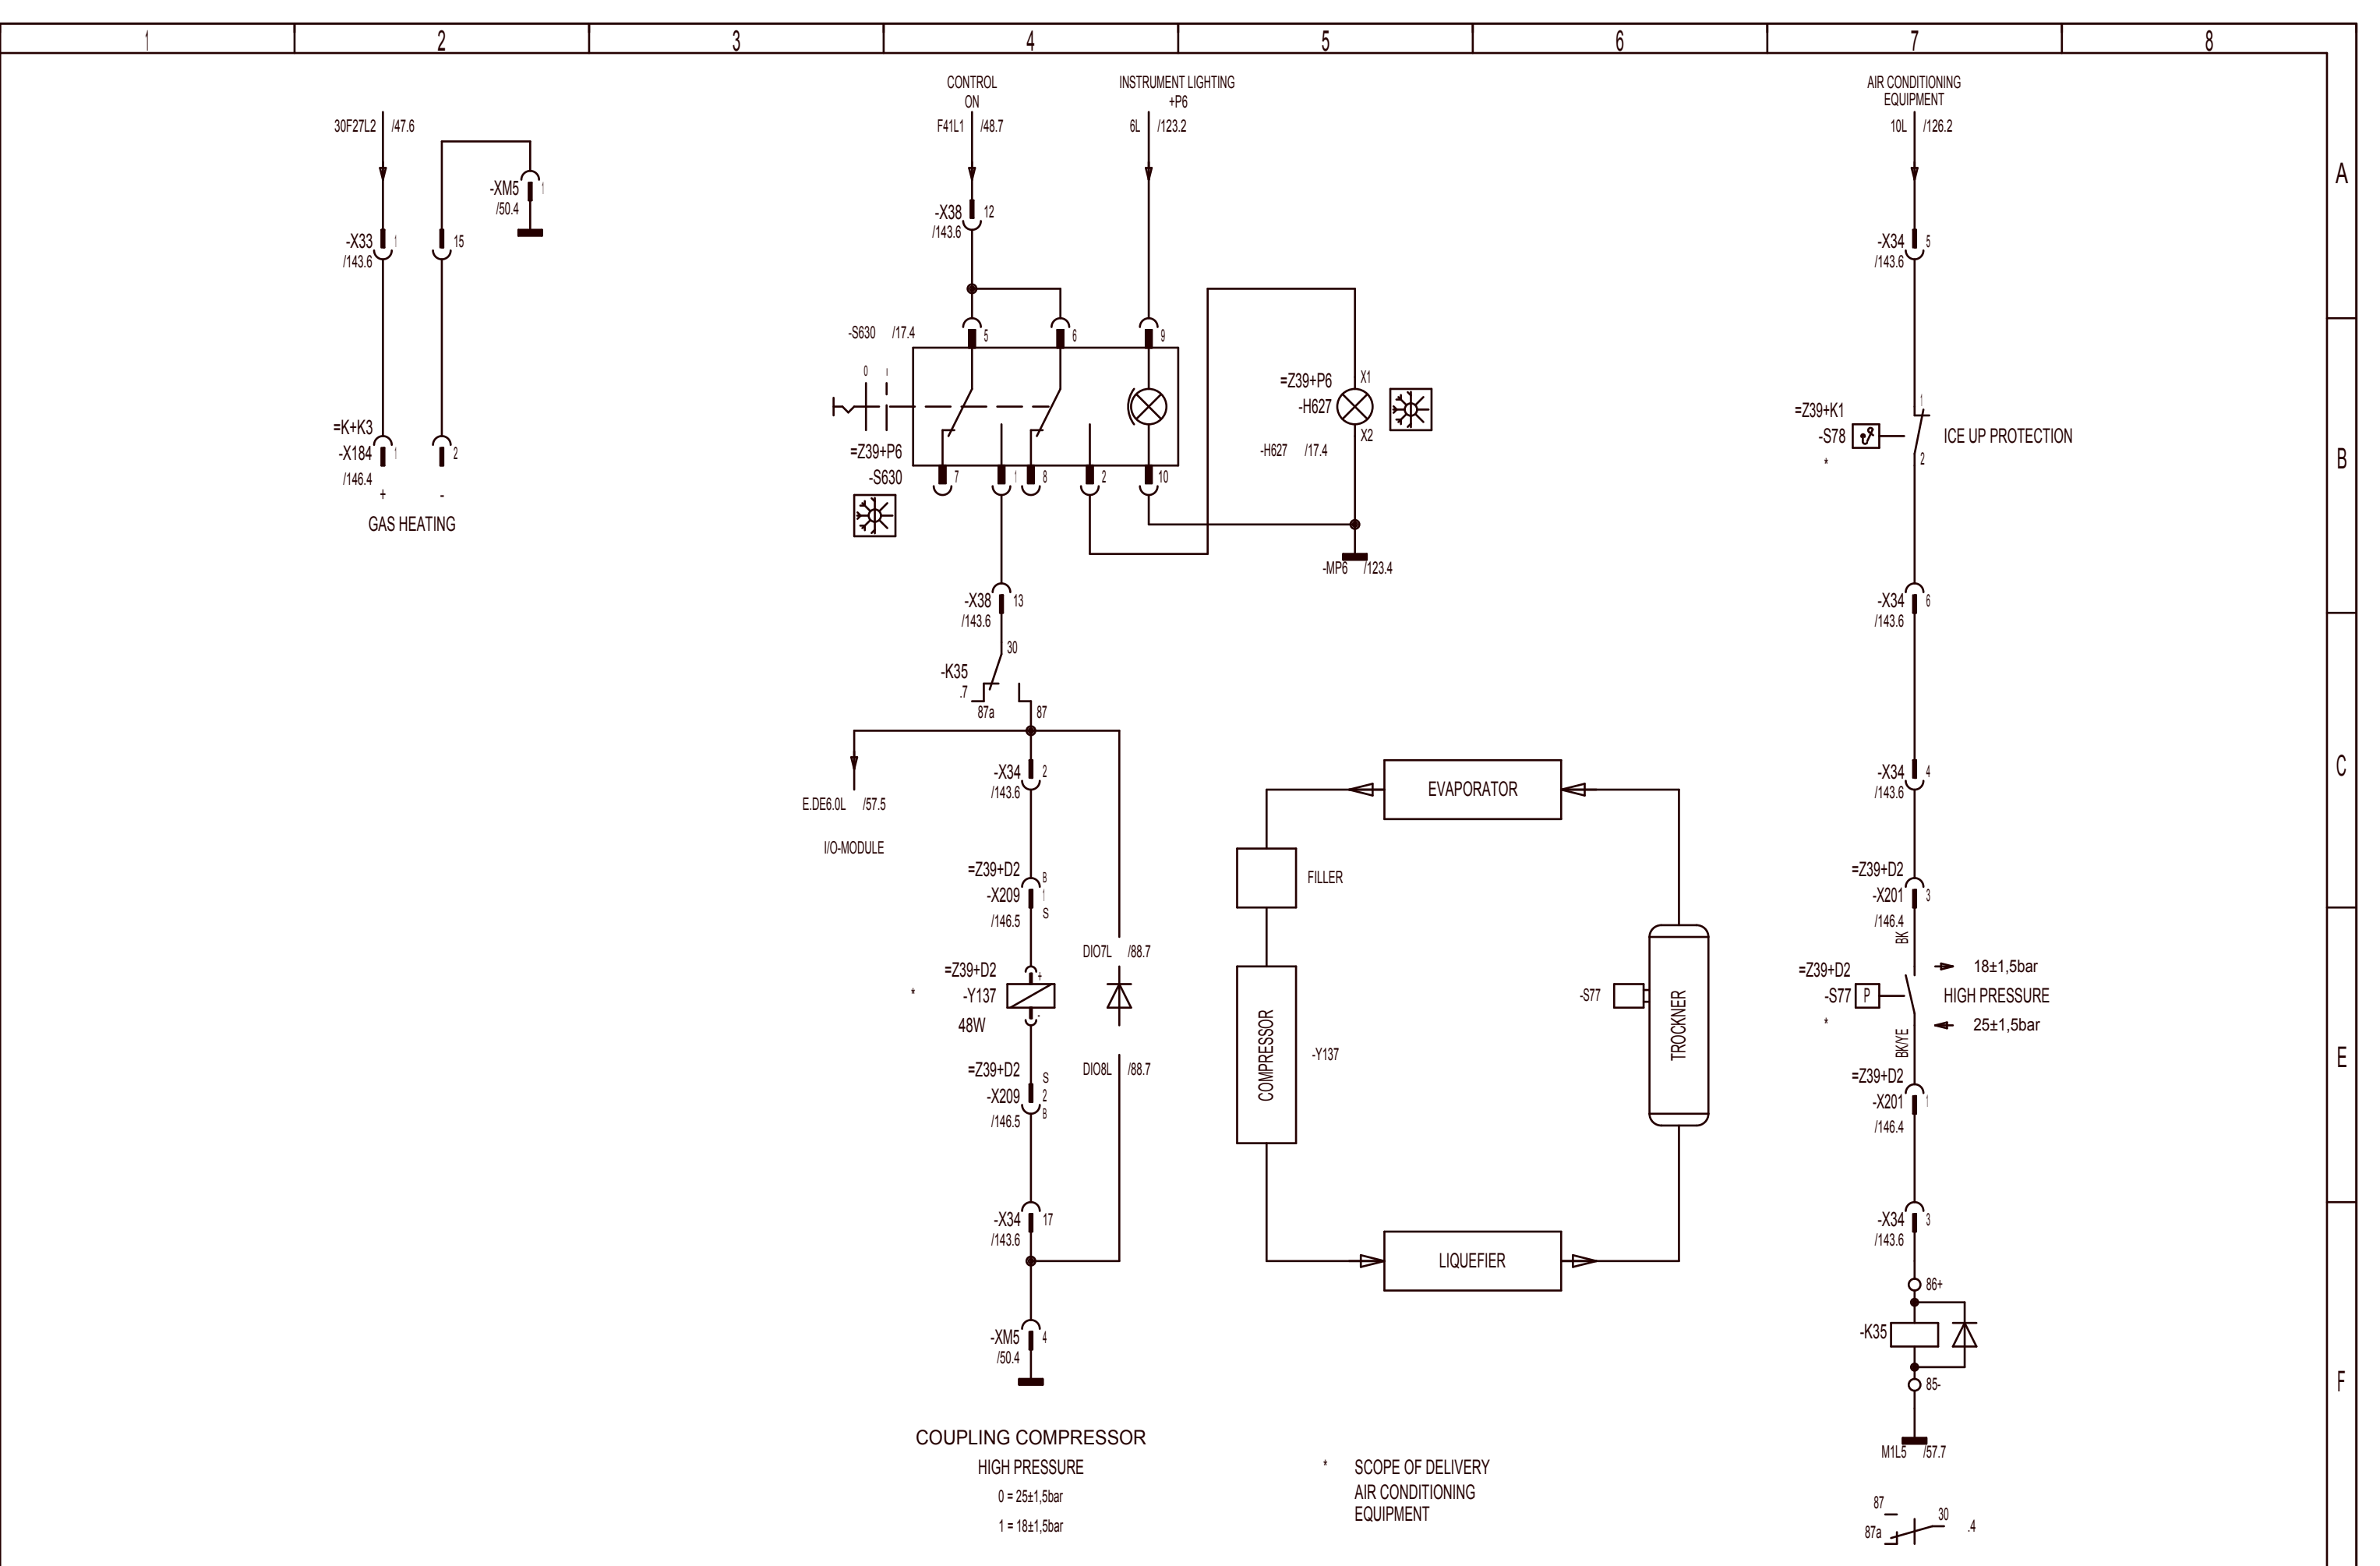 1 2 3 4 5 6 7 8
CONTROL
ON
F41L1 /48.7
INSTRUMENT LIGHTING
+P6
6L /123.2
AIR CONDITIONING
EQUIPMENT
10L /126.2
30F27L2 /47.6
A
-XM5 1
/50.4
-X33 1
/143.6
15
-X38 12
/143.6
-X34 5
/143.6
-S630 /17.4
5 6 9
0 I
=Z39+P6
-S630
7 1 8 2 10
=Z39+P6
-H627
X1
X2
-H627 /17.4
-MP6 /123.4
=K+K3
-X184 1
/146.4
2
+ -
GAS HEATING
=Z39+K1
-S78
*
1
2
ICE UP PROTECTION
B
-X38 13
/143.6
-X34 6
/143.6
30
-K35
.7
87a 87
C
E.DE6.0L /57.5
I/O-MODULE
-X34 2
/143.6
EVAPORATOR
-X34 4
/143.6
=Z39+D2
-X209
/146.5
B
1
S
FILLER
=Z39+D2
-X201 3
/146.4
BK
DIO7L /88.7
=Z39+D2
* -Y137
48W
+
-
COMPRESSOR
-Y137
-S77
TROCKNER
=Z39+D2
-S77 P
*
18±1,5bar
HIGH PRESSURE
25±1,5bar
BK/YE
E
=Z39+D2
-X209
/146.5
S
2
B
DIO8L /88.7
=Z39+D2
-X201 1
/146.4
-X34 17
/143.6
LIQUEFIER
-X34 3
/143.6
86+
-K35
85-
M1L5 /57.7
F
-XM5 4
/50.4
COUPLING COMPRESSOR
HIGH PRESSURE
0 = 25±1,5bar
1 = 18±1,5bar
* SCOPE OF DELIVERY
AIR CONDITIONING
EQUIPMENT
87
87a
30
.4